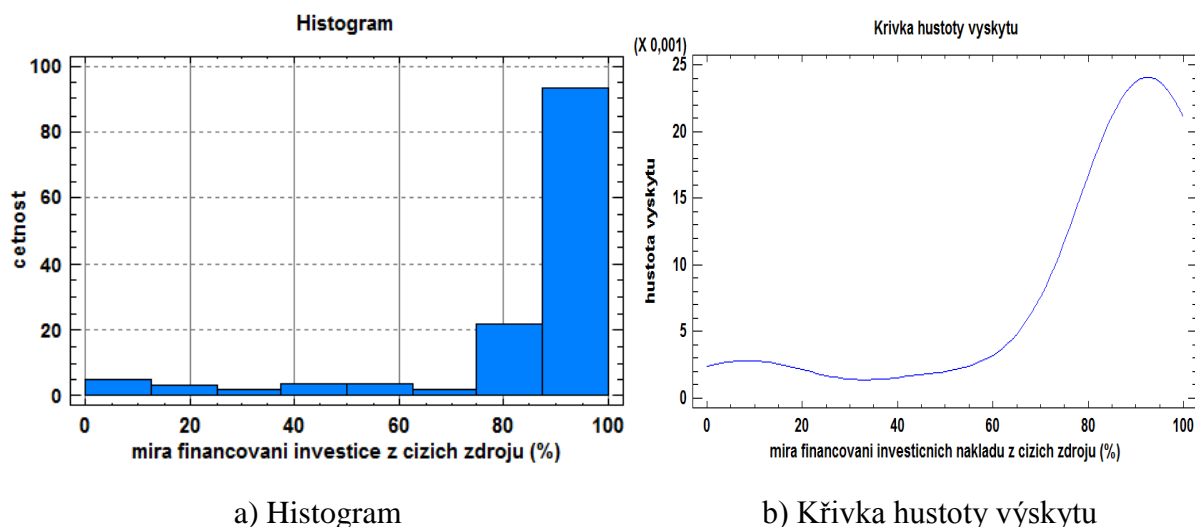 Histogram
100
80
60
40
20
0
cetnost
0 20 40 60 80 100
mira financovani investice z cizich zdroju (%)
Krivka hustoty vyskytu
(X 0,001)
25
20
15
10
5
0
hustota vyskytu
0 20 40 60 80 100
mira financovani investicnich nakladu z cizich zdroju (%)
a) Histogram
b) Křivka hustoty výskytu